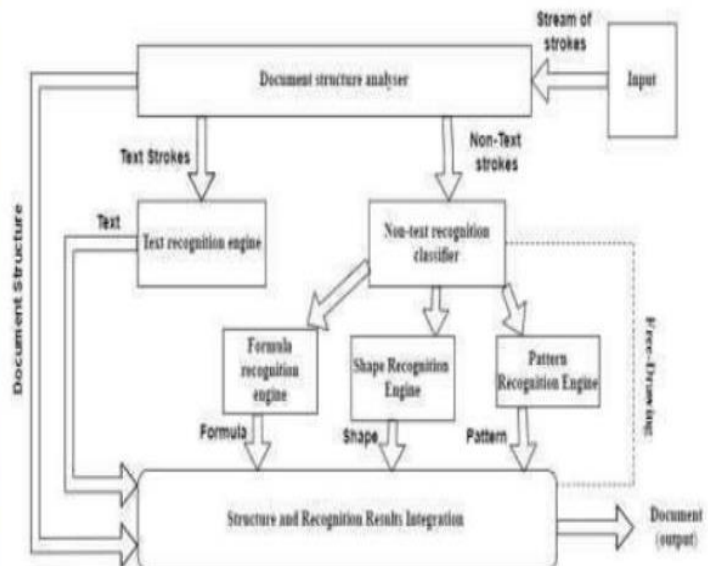 Stream of
strokes
Document structure analyser
Input
Text Strokes
Non-Text
strokes
Document Structure
Text
Text recognition engine
Non-text recognition
classifier
Free-Drawing
Formula
recognition
engine
Shape Recognition
Engine
Pattern
Recognition Engine
Formula
Shape
Pattern
Structure and Recognition Results Integration
Document
(output)